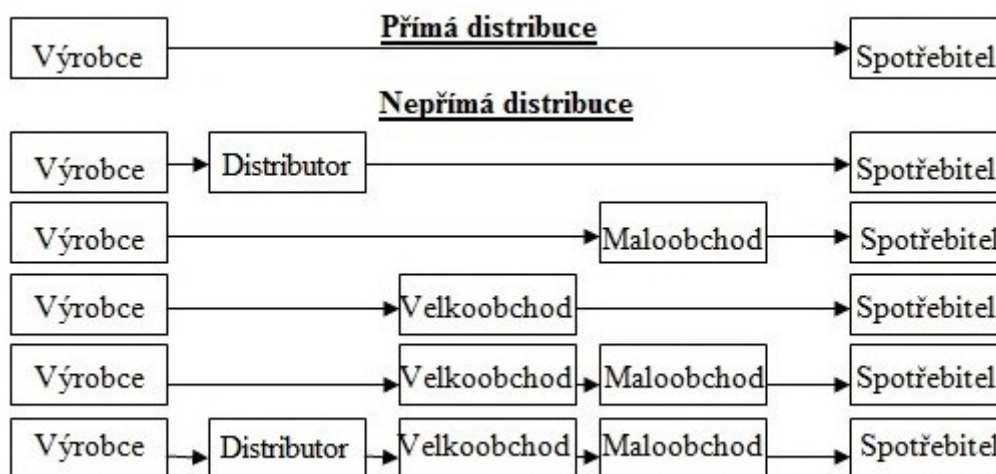 Přímá distribuce
Výrobce Spotřebitel
Nepřímá distribuce
Výrobce Distributor Spotřebitel
Výrobce Maloobchod Spotřebitel
Výrobce Velkoobchod Spotřebitel
Výrobce Velkoobchod Maloobchod Spotřebitel
Výrobce Distributor Velkoobchod Maloobchod Spotřebitel